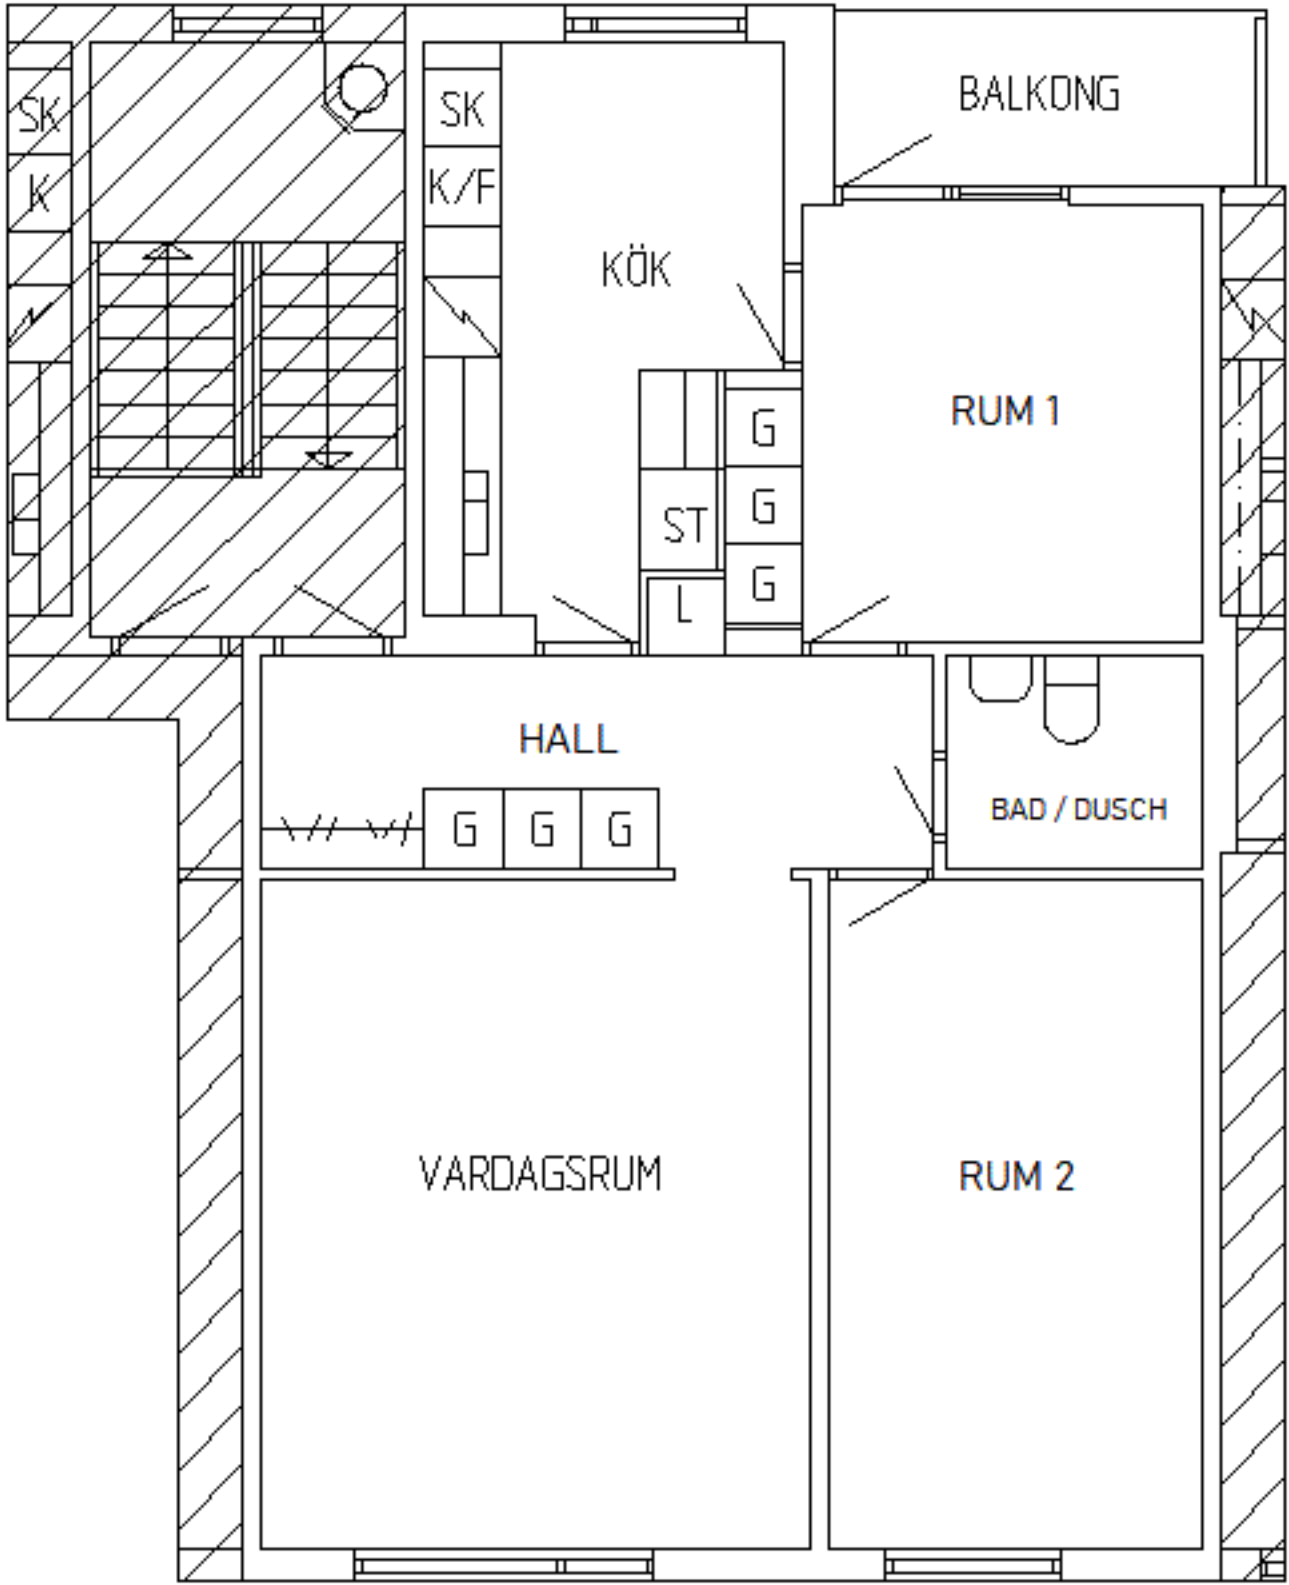 BALKONG
SK
SK
K/F
K
KÖK
RUM 1
G
G
ST
G
L
HALL
BAD / DUSCH
G G G
VARDAGSRUM
RUM 2